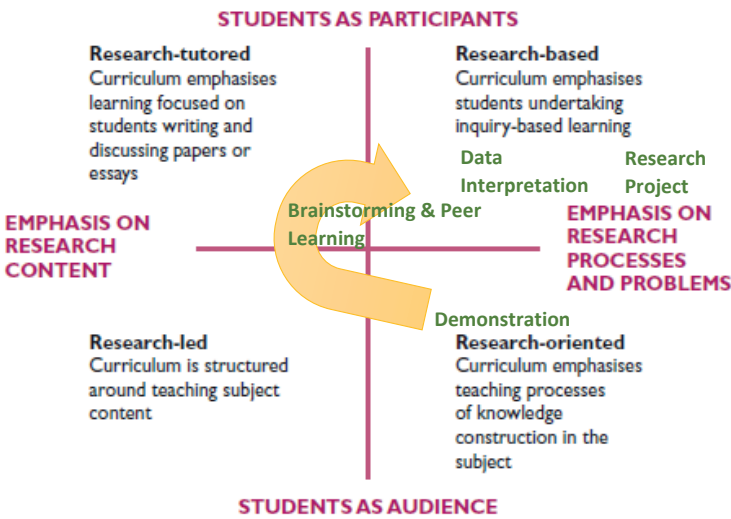 STUDENTS AS PARTICIPANTS
Research-tutored
Curriculum emphasises
learning focused on
students writing and
discussing papers or
essays
Research-based
Curriculum emphasises
students undertaking
inquiry-based learning
Data
Interpretation
Research
Project
Brainstorming & Peer
Learning
EMPHASIS ON
RESEARCH
CONTENT
EMPHASIS ON
RESEARCH
PROCESSES
AND PROBLEMS
Demonstration
Research-led
Curriculum is structured
around teaching subject
content
Research-oriented
Curriculum emphasises
teaching processes
of knowledge
construction in the
subject
STUDENTS AS AUDIENCE